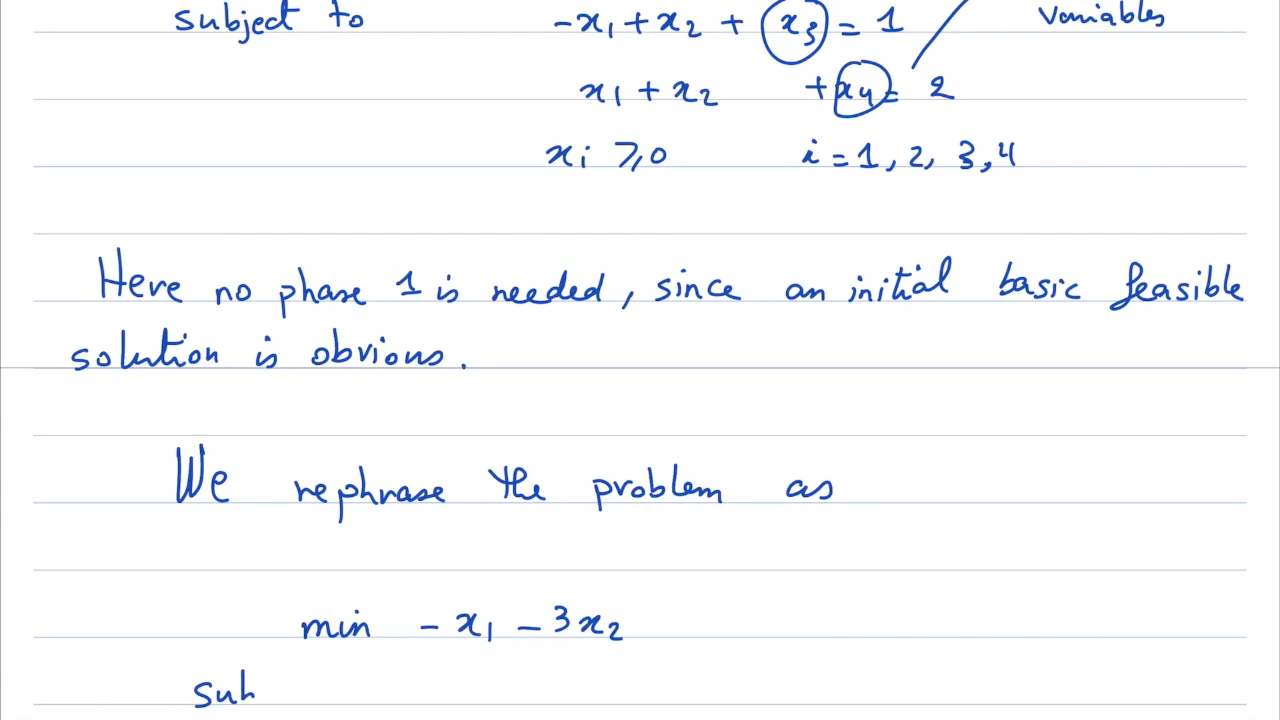 subject to -x₁ + x₂ + x₃ = 1 variables
x₁ + x₂ + x₄ = 2
xᵢ ⩾ 0 i = 1, 2, 3, 4
Here no phase 1 is needed, since an initial basic feasible
solution is obvious.
We rephrase the problem as
min - x₁ - 3x₂
sub